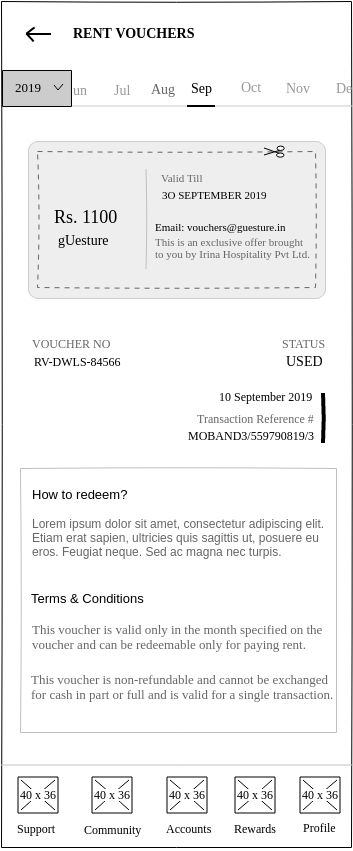 RENT VOUCHERS
2019 un Jul Aug Sep Oct Nov De
Valid Till
3O SEPTEMBER 2019
Rs. 1100
gUesture
Email: vouchers@guesture.in
This is an exclusive offer brought
to you by Irina Hospitality Pvt Ltd.
VOUCHER NO
RV-DWLS-84566
STATUS
USED
10 September 2019
Transaction Reference #
MOBAND3/559790819/3
How to redeem?
Lorem ipsum dolor sit amet, consectetur adipiscing elit.
Etiam erat sapien, ultricies quis sagittis ut, posuere eu
eros. Feugiat neque. Sed ac magna nec turpis.
Terms & Conditions
This voucher is valid only in the month specified on the
voucher and can be redeemable only for paying rent.
This voucher is non-refundable and cannot be exchanged
for cash in part or full and is valid for a single transaction.
40 x 36 40 x 36 40 x 36 40 x 36 40 x 36
Support Community Accounts Rewards Profile